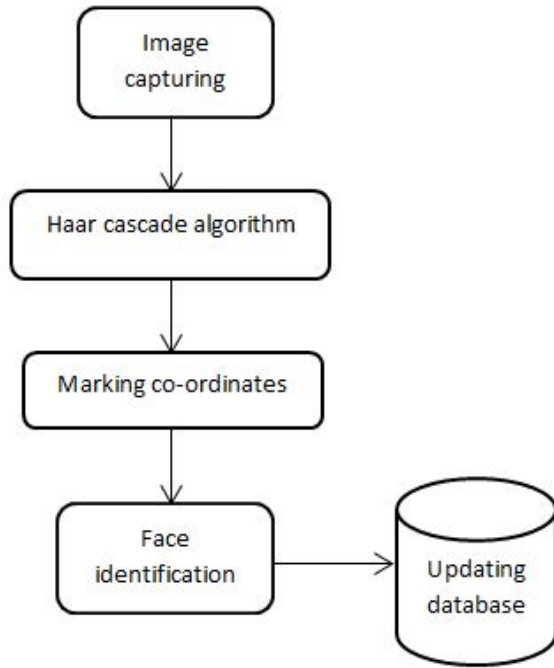 Image
capturing
Haar cascade algorithm
Marking co-ordinates
Face
identification
Updating
database